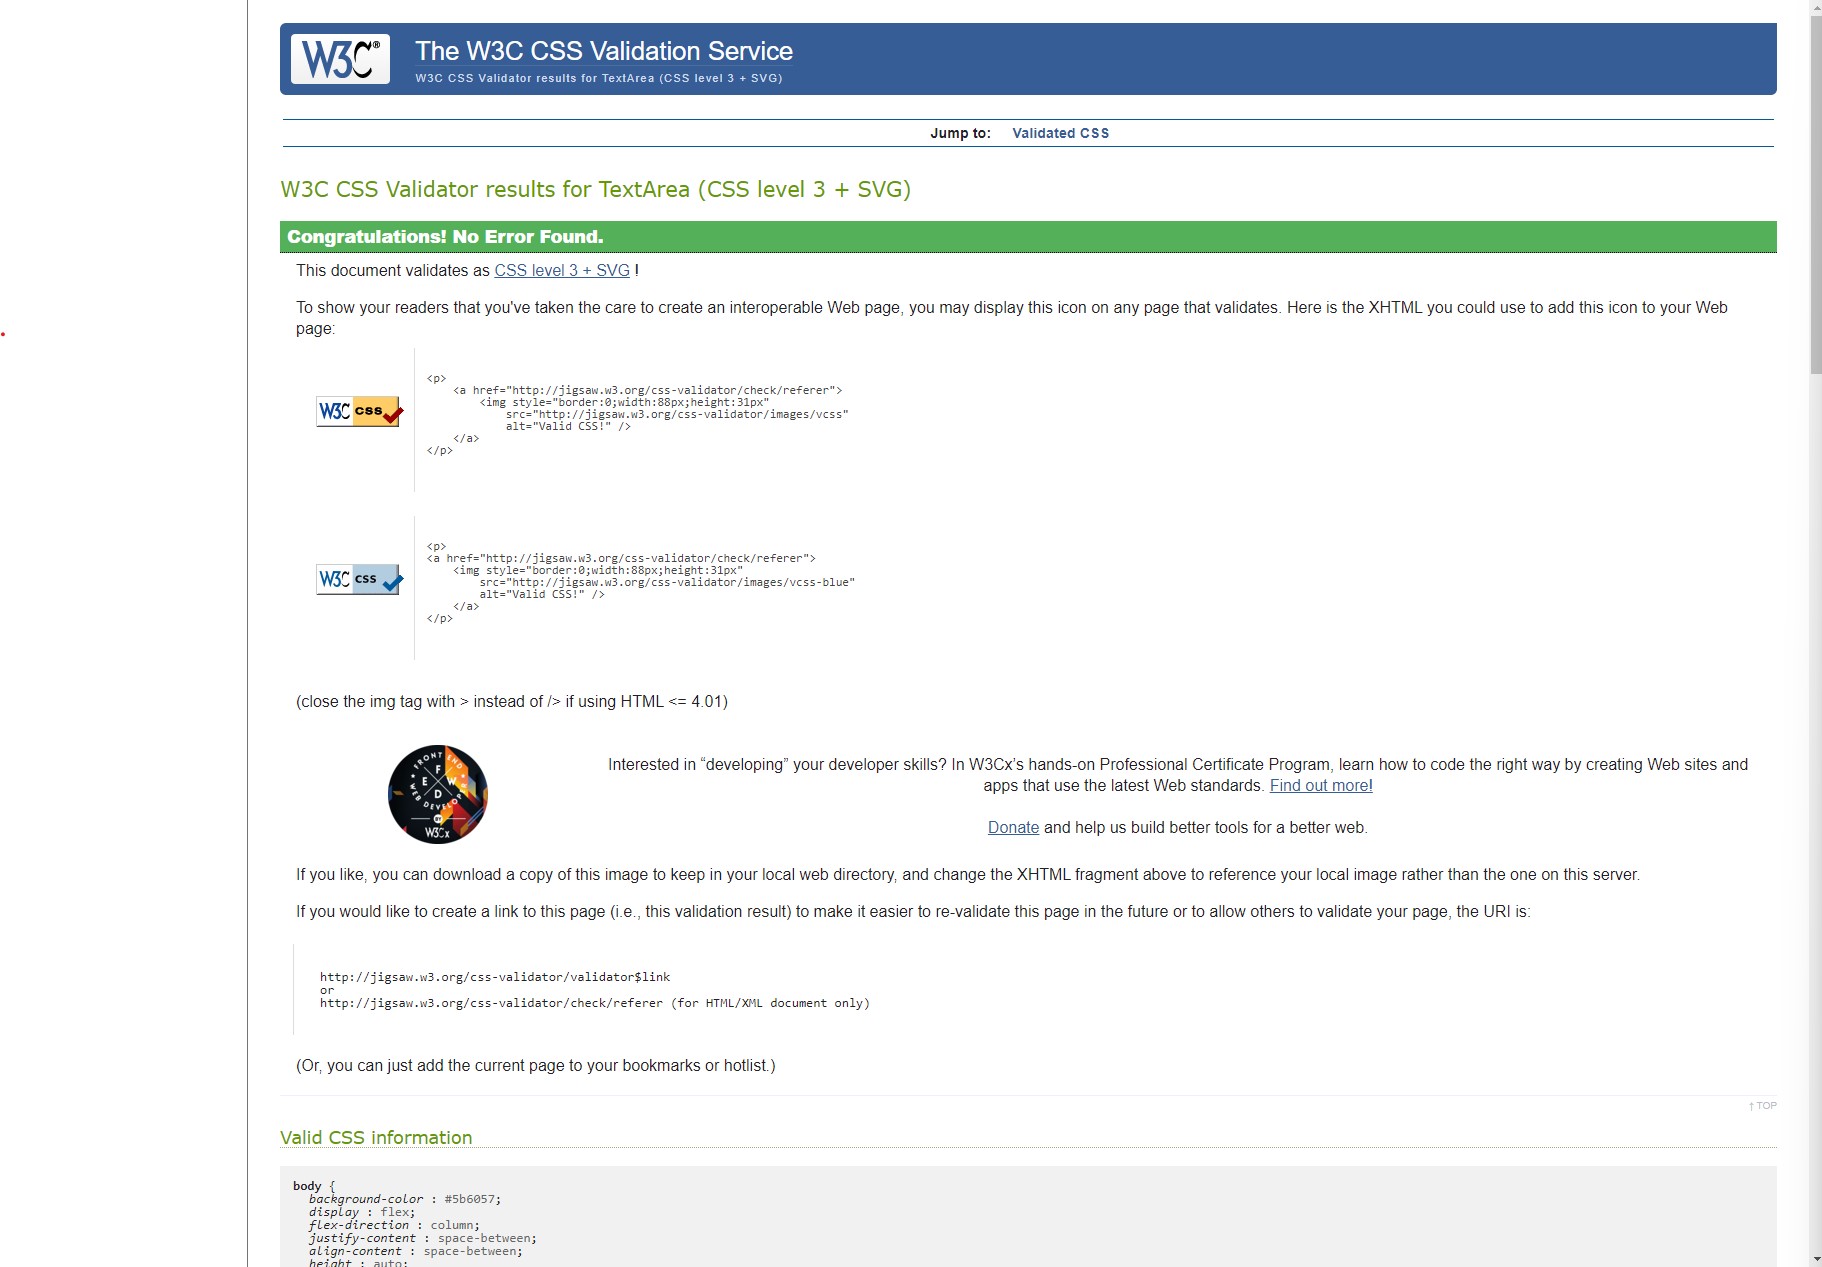 W3C®
The W3C CSS Validation Service
W3C CSS Validator results for TextArea (CSS level 3 + SVG)
Jump to: Validated CSS
W3C CSS Validator results for TextArea (CSS level 3 + SVG)
Congratulations! No Error Found.
This document validates as CSS level 3 + SVG !
To show your readers that you've taken the care to create an interoperable Web page, you may display this icon on any page that validates. Here is the XHTML you could use to add this icon to your Web
page:
W3C css
<p>
<a href="http://jigsaw.w3.org/css-validator/check/referer">
<img style="border:0;width:88px;height:31px"
src="http://jigsaw.w3.org/css-validator/images/vcss"
alt="Valid CSS!" />
</a>
</p>
W3C css
<p>
<a href="http://jigsaw.w3.org/css-validator/check/referer">
<img style="border:0;width:88px;height:31px"
src="http://jigsaw.w3.org/css-validator/images/vcss-blue"
alt="Valid CSS!" />
</a>
</p>
(close the img tag with > instead of /> if using HTML <= 4.01)
FRONT END
F
E W
D
WEB DEVELOPER
BY
W3Cx
Interested in “developing” your developer skills? In W3Cx’s hands-on Professional Certificate Program, learn how to code the right way by creating Web sites and
apps that use the latest Web standards. Find out more!
Donate and help us build better tools for a better web.
If you like, you can download a copy of this image to keep in your local web directory, and change the XHTML fragment above to reference your local image rather than the one on this server.
If you would like to create a link to this page (i.e., this validation result) to make it easier to re-validate this page in the future or to allow others to validate your page, the URI is:
http://jigsaw.w3.org/css-validator/validator$link
or
http://jigsaw.w3.org/css-validator/check/referer (for HTML/XML document only)
(Or, you can just add the current page to your bookmarks or hotlist.)
↑ TOP
Valid CSS information
body {
background-color : #5b6057;
display : flex;
flex-direction : column;
justify-content : space-between;
align-content : space-between;
height : auto;